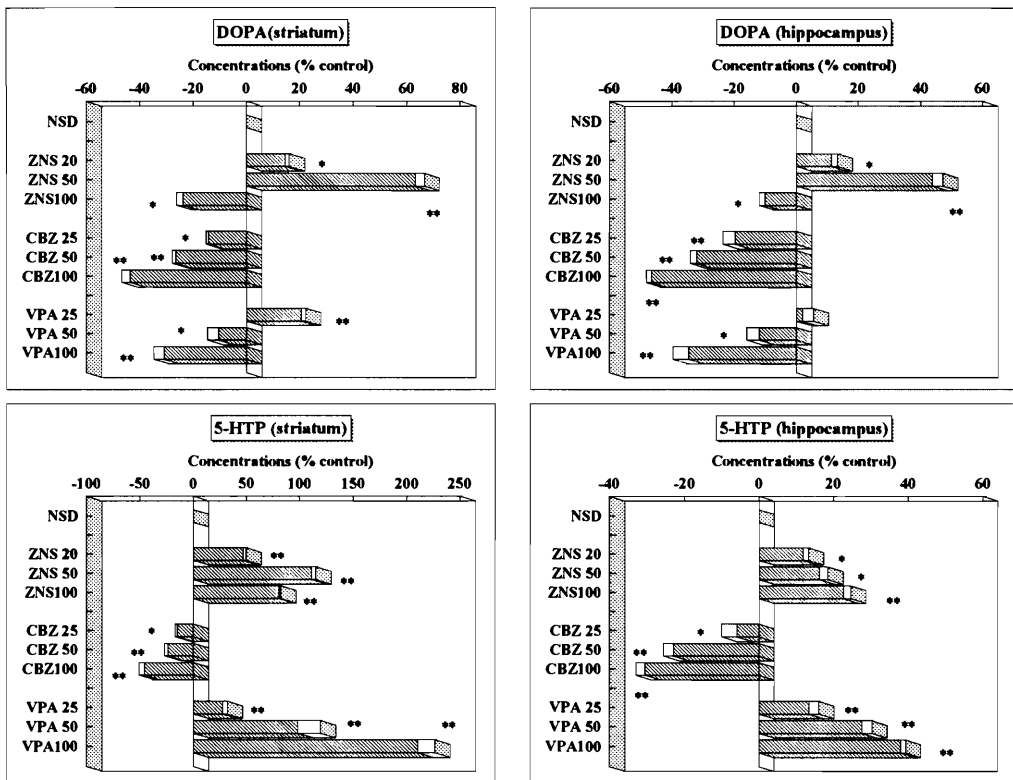 DOPA(striatum)
Concentrations (% control)
-60 -40 -20 0 20 40 60 80
NSD
ZNS 20 *
ZNS 50
**
ZNS100 *
CBZ 25 *
CBZ 50 ** **
CBZ100
VPA 25 **
VPA 50 *
VPA100 **
DOPA (hippocampus)
Concentrations (% control)
-60 -40 -20 0 20 40 60
NSD
ZNS 20 *
ZNS 50
**
ZNS100 *
CBZ 25 **
CBZ 50 **
CBZ100
**
VPA 25
VPA 50 *
VPA100 **
5-HTP (striatum)
Concentrations (% control)
-100 -50 0 50 100 150 200 250
NSD
ZNS 20 **
ZNS 50 **
ZNS100 **
CBZ 25 *
CBZ 50 **
CBZ100 **
VPA 25 **
VPA 50 ** **
VPA100
5-HTP (hippocampus)
Concentrations (% control)
-40 -20 0 20 40 60
NSD
ZNS 20 *
ZNS 50 *
ZNS100 **
CBZ 25 *
CBZ 50 **
CBZ100
**
VPA 25 **
VPA 50 **
VPA100 **